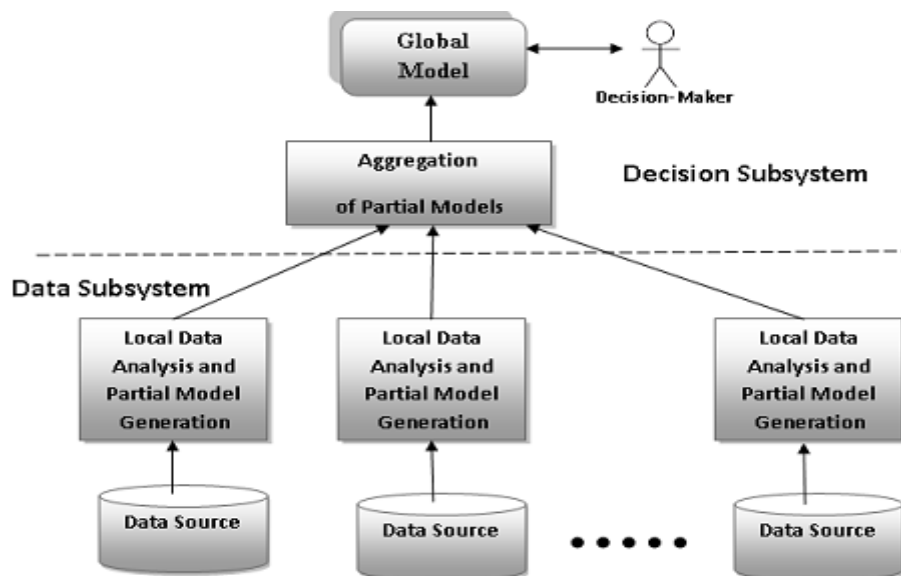 Global
Model
Decision-Maker
Aggregation
of Partial Models
Decision Subsystem
Data Subsystem
Local Data
Analysis and
Partial Model
Generation
Local Data
Analysis and
Partial Model
Generation
Local Data
Analysis and
Partial Model
Generation
Data Source
Data Source
Data Source